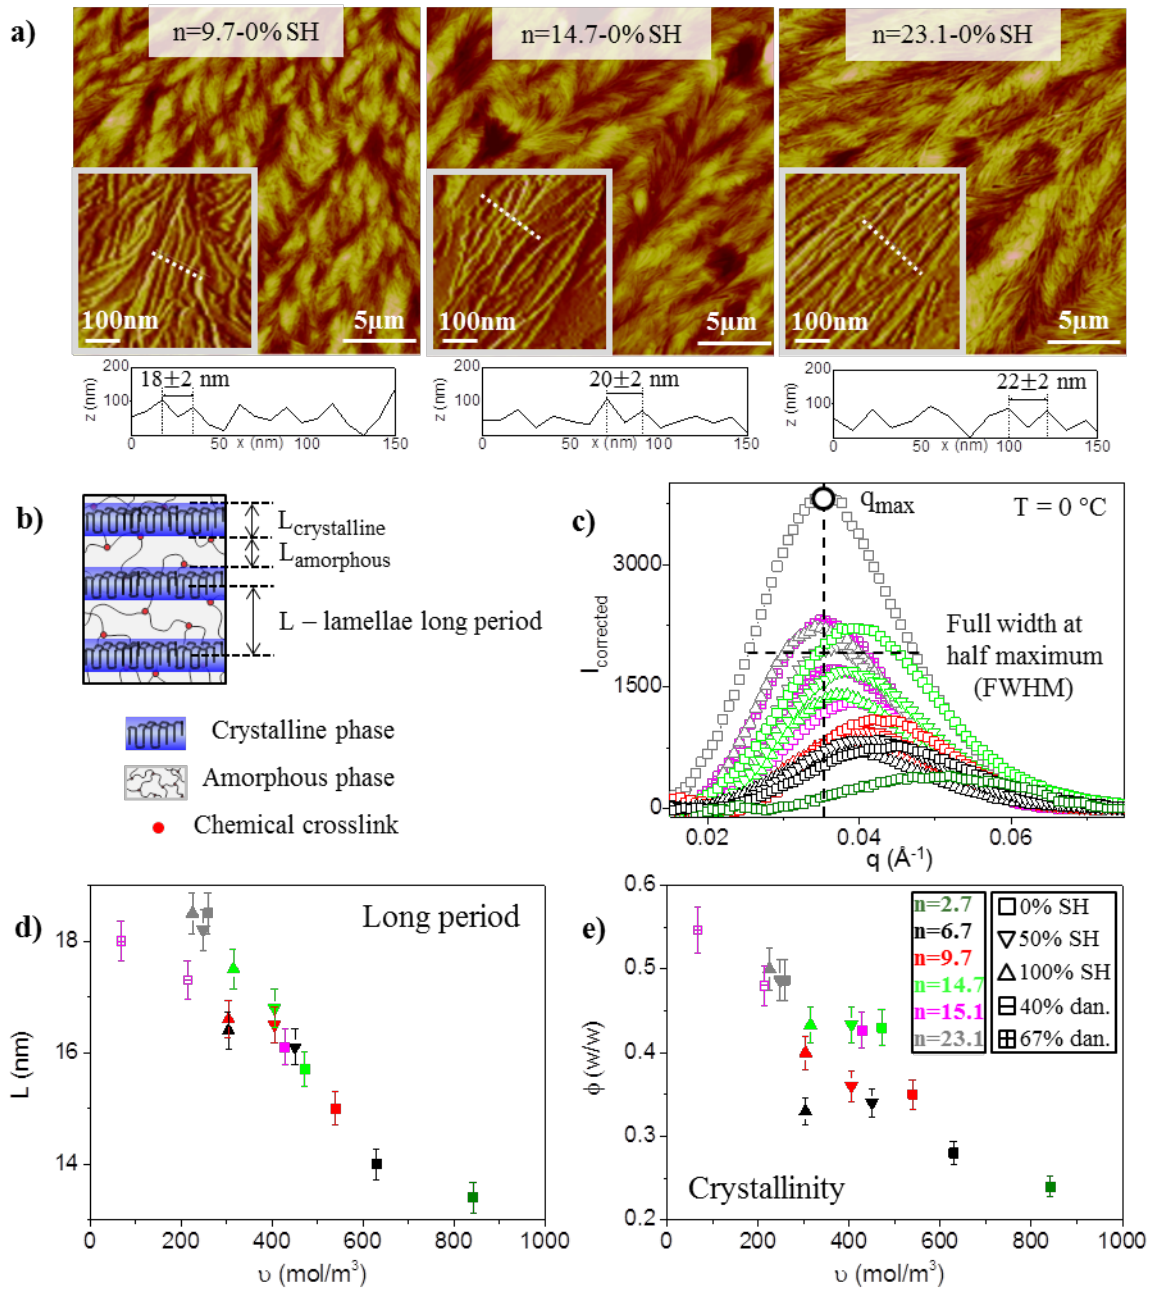 a)
n=9.7-0% SH
n=14.7-0% SH
n=23.1-0% SH
100nm
5μm
100nm
5μm
100nm
5μm
200
100
z (nm)
18±2 nm
0
50
x (nm)
100
150
200
100
z (nm)
20±2 nm
0
50
x (nm)
100
150
200
100
z (nm)
22±2 nm
0
50
x (nm)
100
150
b)
Lcrystalline
Lamorphous
L – lamellae long period
Crystalline phase
Amorphous phase
Chemical crosslink
c)
qmax
T = 0 °C
Full width at
half maximum
(FWHM)
Icorrected
3000
1500
0
0.02
0.04
0.06
q (Å-1)
d)
Long period
L (nm)
18
16
14
0
200
400
600
800
1000
υ (mol/m3)
e)
n=2.7
n=6.7
n=9.7
n=14.7
n=15.1
n=23.1
0% SH
50% SH
100% SH
40% dan.
67% dan.
Crystallinity
ϕ (w/w)
0.6
0.5
0.4
0.3
0.2
0
200
400
600
800
1000
υ (mol/m3)